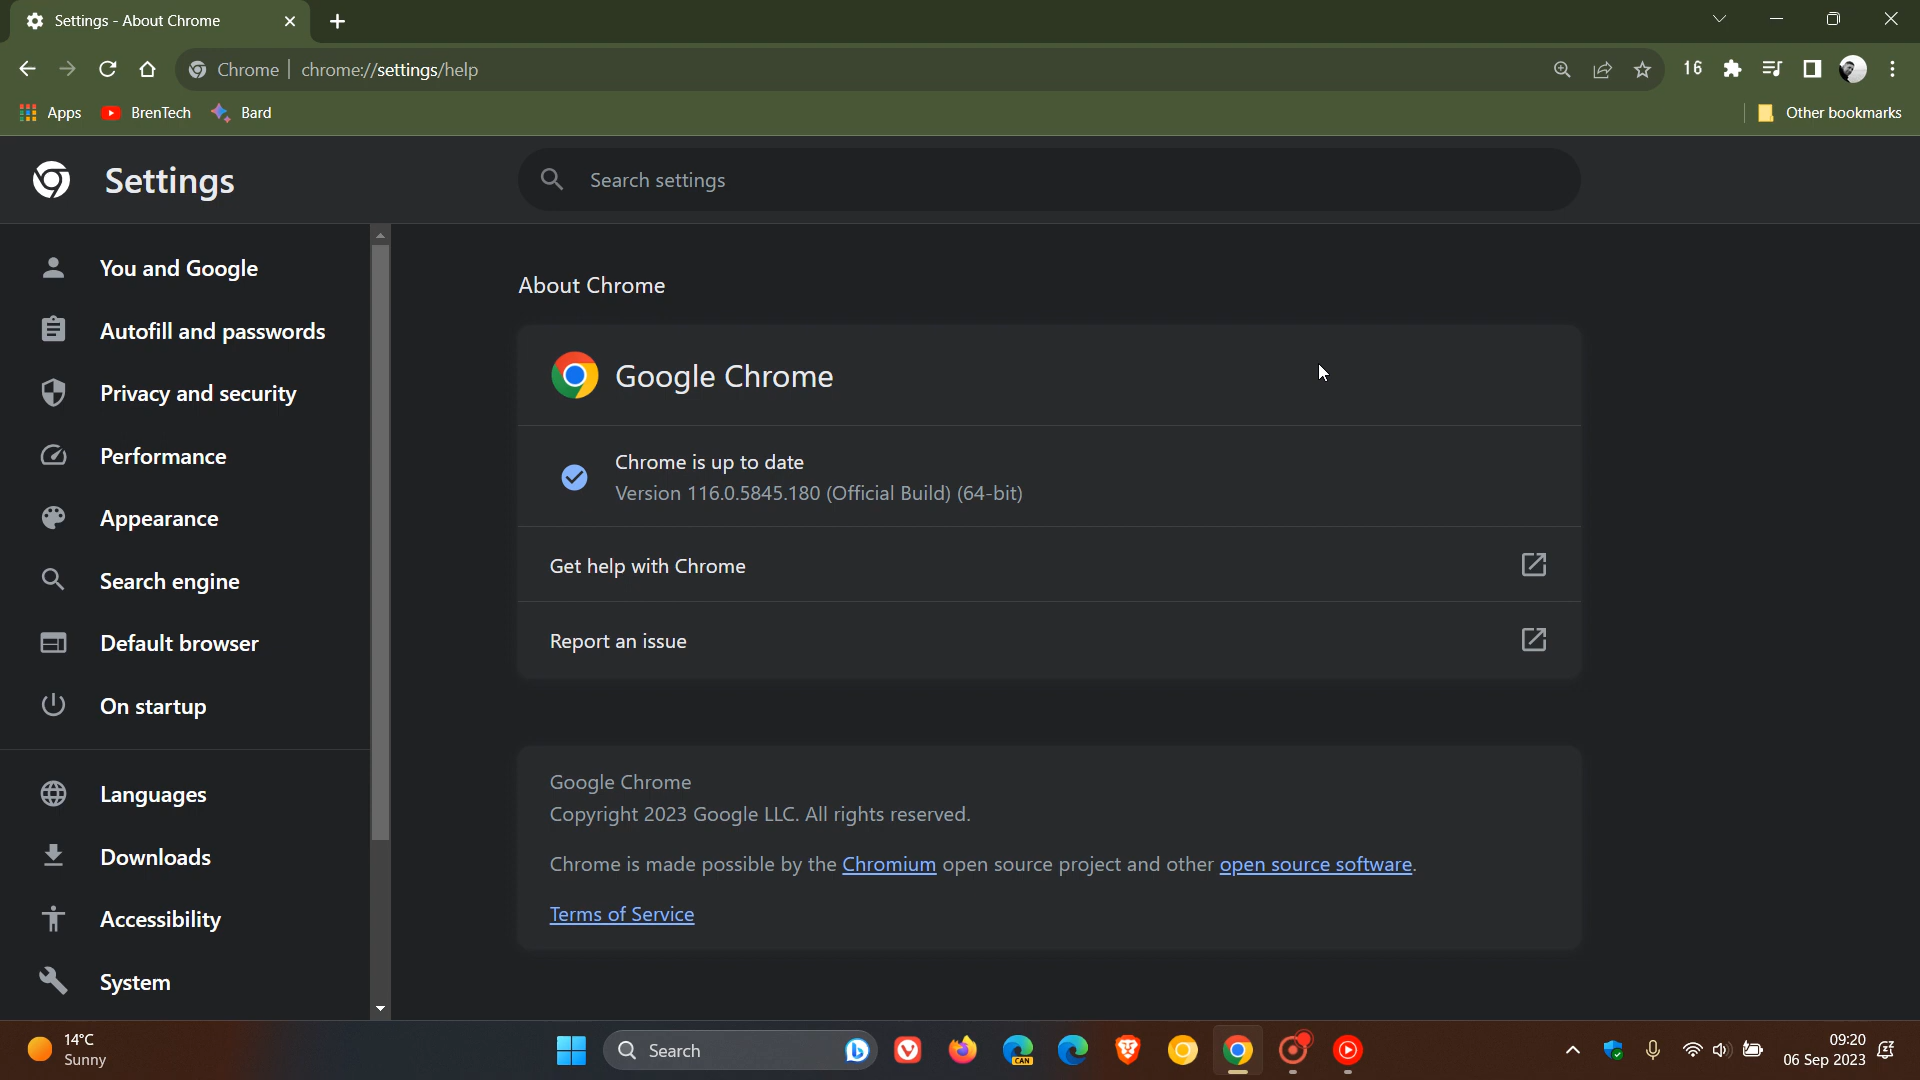 Settings - About Chrome
Chrome | chrome://settings/help
16
Apps
BrenTech
Bard
Other bookmarks
Settings
Search settings
You and Google
Autofill and passwords
Privacy and security
Performance
Appearance
Search engine
Default browser
On startup
Languages
Downloads
Accessibility
System
About Chrome
Google Chrome
Chrome is up to date
Version 116.0.5845.180 (Official Build) (64-bit)
Get help with Chrome
Report an issue
Google Chrome
Copyright 2023 Google LLC. All rights reserved.
Chrome is made possible by the Chromium open source project and other open source software.
Terms of Service
14°C
Sunny
Search
CAN
09:20
06 Sep 2023